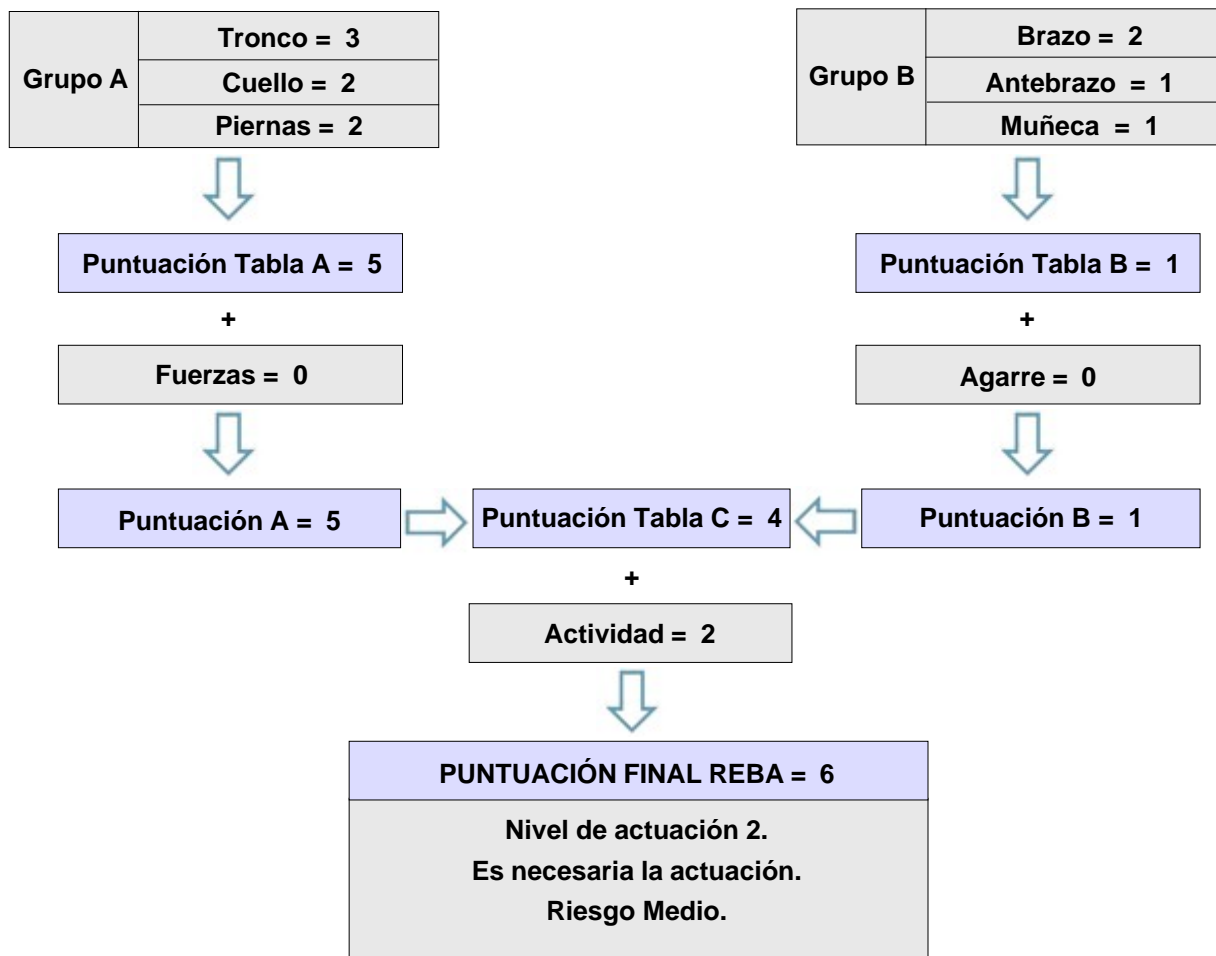 Grupo A
Tronco = 3
Cuello = 2
Piernas = 2
Grupo B
Brazo = 2
Antebrazo = 1
Muñeca = 1
Puntuación Tabla A = 5
Puntuación Tabla B = 1
+
+
Fuerzas = 0
Agarre = 0
Puntuación A = 5
Puntuación Tabla C = 4
Puntuación B = 1
+
Actividad = 2
PUNTUACIÓN FINAL REBA = 6
Nivel de actuación 2.
Es necesaria la actuación.
Riesgo Medio.